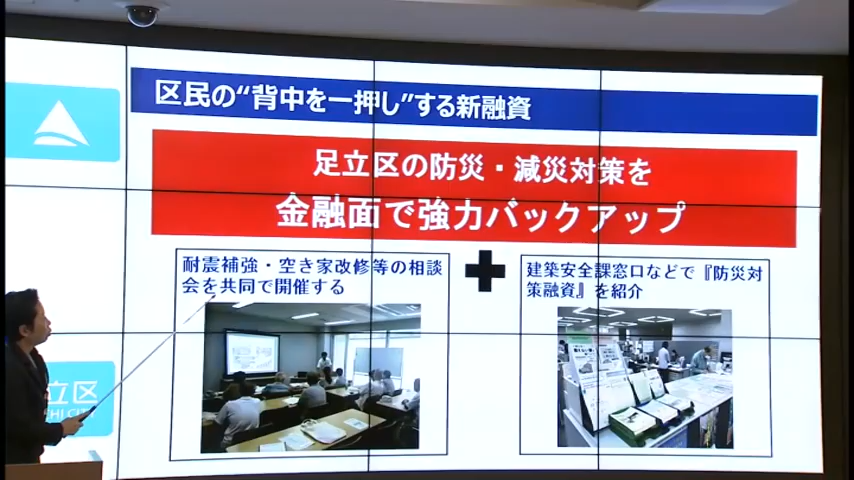 区民の“背中を一押し”する新融資
足立区の防災・減災対策を
金融面で強力バックアップ
耐震補強・空き家改修等の相談
会を共同で開催する
建築安全課窓口などで『防災対
策融資』を紹介
立区
HI CIT